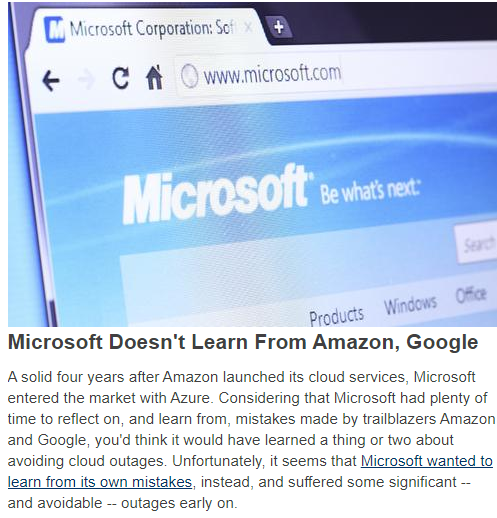 Microsoft Corporation: Sof
www.microsoft.com
Microsoft® Be what's next.™
Search
Products Windows Office
Microsoft Doesn't Learn From Amazon, Google
A solid four years after Amazon launched its cloud services, Microsoft
entered the market with Azure. Considering that Microsoft had plenty of
time to reflect on, and learn from, mistakes made by trailblazers Amazon
and Google, you'd think it would have learned a thing or two about
avoiding cloud outages. Unfortunately, it seems that Microsoft wanted to
learn from its own mistakes, instead, and suffered some significant --
and avoidable -- outages early on.